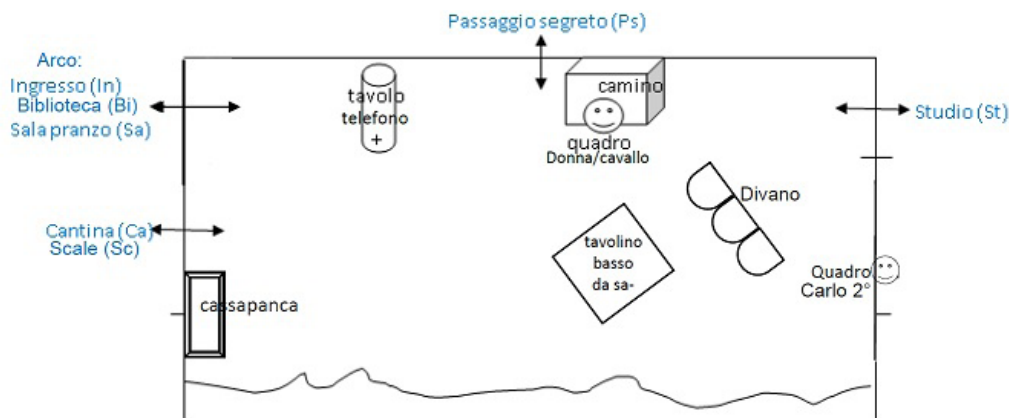 Passaggio segreto (Ps)
Arco:
Ingresso (In)
Biblioteca (Bi)
Sala pranzo (Sa)
tavolo
telefono
+
camino
quadro
Donna/cavallo
Studio (St)
Divano
Cantina (Ca)
Scale (Sc)
tavolino
basso
da sa-
Quadro
Carlo 2°
cassapanca